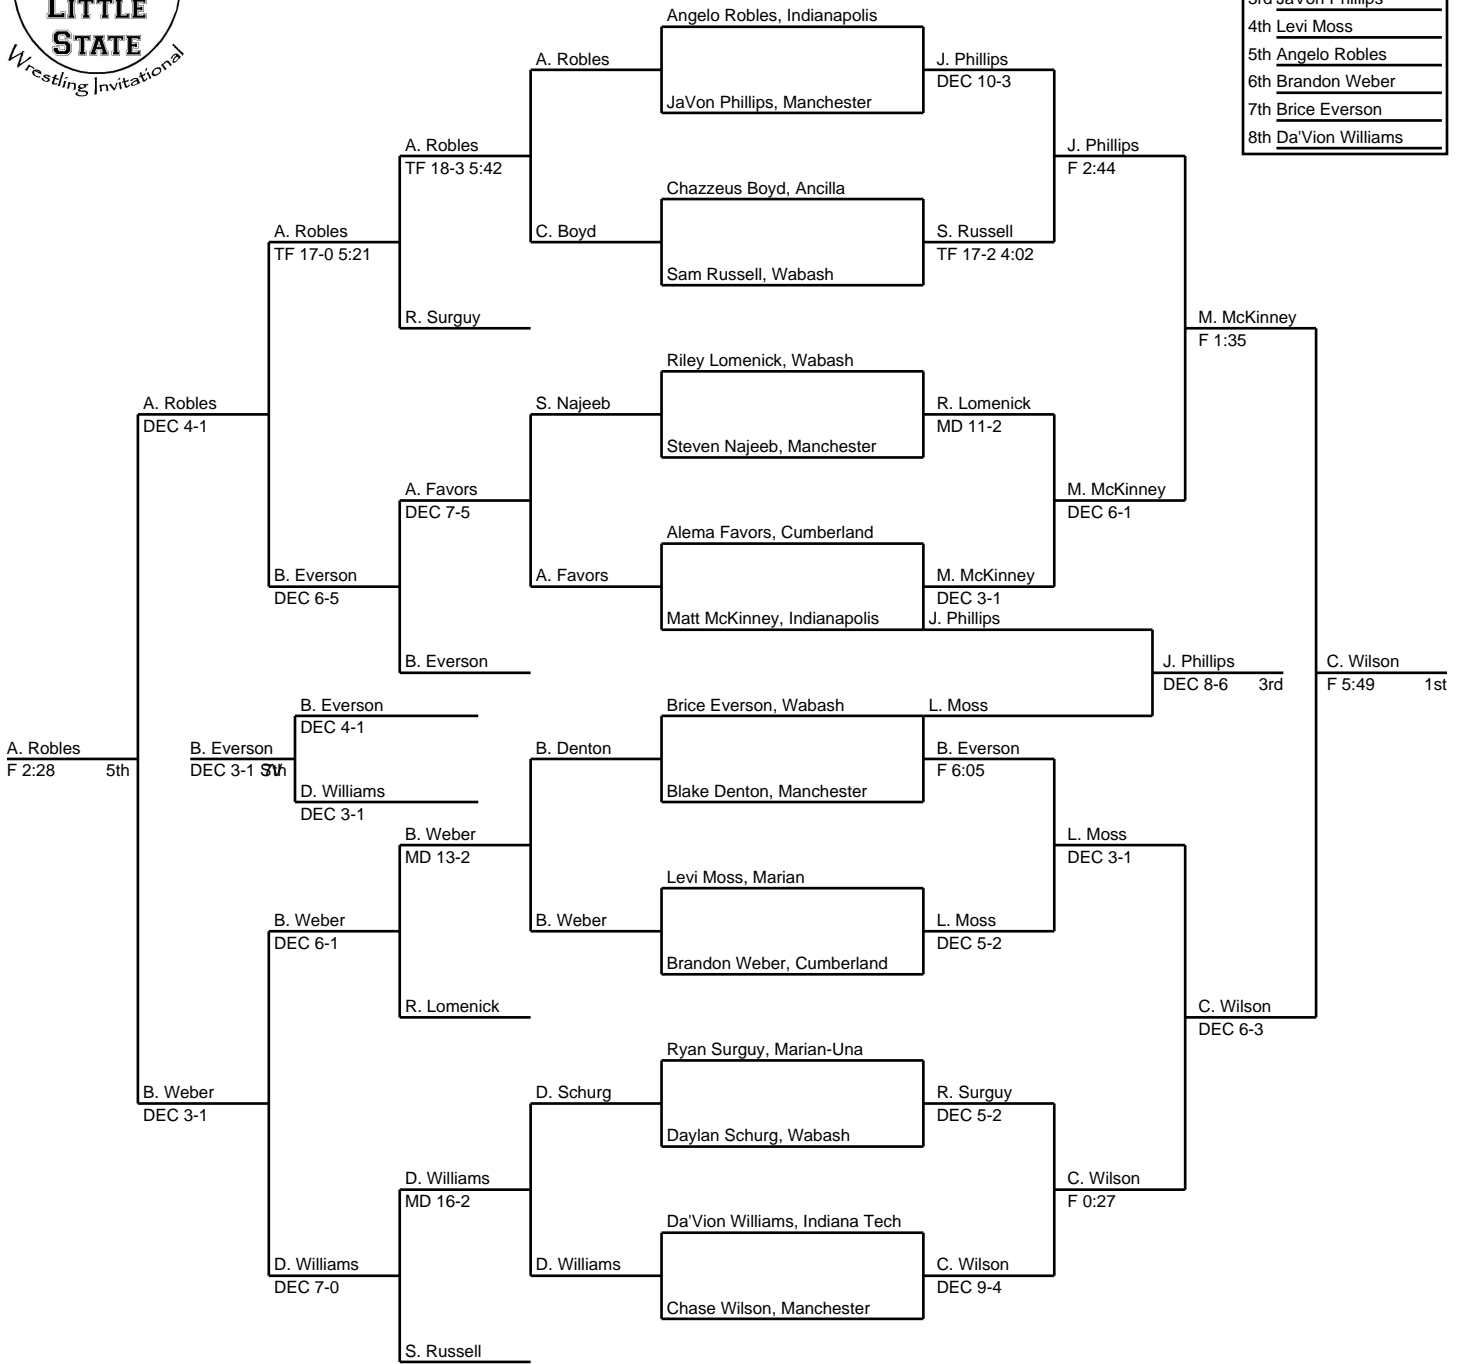 LITTLE
STATE
Wrestling Invitational
3rd JaVon Phillips
4th Levi Moss
5th Angelo Robles
6th Brandon Weber
7th Brice Everson
8th Da'Vion Williams
Angelo Robles, Indianapolis
A. Robles
J. Phillips
DEC 10-3
JaVon Phillips, Manchester
A. Robles
TF 18-3 5:42
J. Phillips
F 2:44
Chazzeus Boyd, Ancilla
A. Robles
TF 17-0 5:21
C. Boyd
S. Russell
TF 17-2 4:02
Sam Russell, Wabash
R. Surguy
M. McKinney
F 1:35
Riley Lomenick, Wabash
A. Robles
DEC 4-1
S. Najeeb
R. Lomenick
MD 11-2
Steven Najeeb, Manchester
A. Favors
DEC 7-5
M. McKinney
DEC 6-1
Alema Favors, Cumberland
B. Everson
DEC 6-5
A. Favors
M. McKinney
DEC 3-1
Matt McKinney, Indianapolis
J. Phillips
B. Everson
J. Phillips
DEC 8-6 3rd
C. Wilson
F 5:49 1st
B. Everson
DEC 4-1
Brice Everson, Wabash
L. Moss
A. Robles
F 2:28 5th
B. Everson
DEC 3-1 SV 7th
B. Denton
B. Everson
F 6:05
D. Williams
DEC 3-1
Blake Denton, Manchester
B. Weber
MD 13-2
L. Moss
DEC 3-1
Levi Moss, Marian
B. Weber
DEC 6-1
B. Weber
L. Moss
DEC 5-2
Brandon Weber, Cumberland
R. Lomenick
C. Wilson
DEC 6-3
Ryan Surguy, Marian-Una
B. Weber
DEC 3-1
D. Schurg
R. Surguy
DEC 5-2
Daylan Schurg, Wabash
D. Williams
MD 16-2
C. Wilson
F 0:27
Da'Vion Williams, Indiana Tech
D. Williams
DEC 7-0
D. Williams
C. Wilson
DEC 9-4
Chase Wilson, Manchester
S. Russell